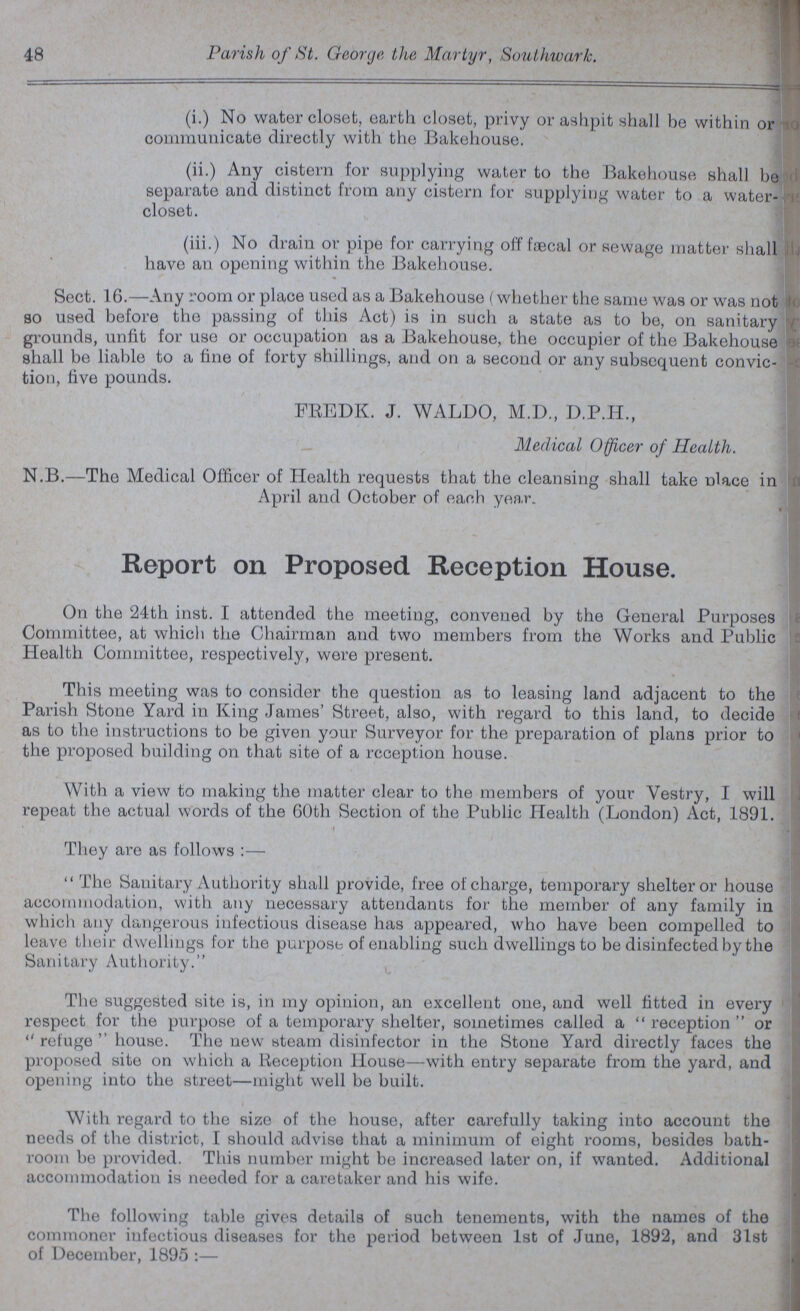 48 Parish of St. George the Martyr, Southwark.
(i.) No water closet, earth closet, privy or ashpit shall be within or
communicate directly with the Bakehouse.
(ii.) Any cistern for supplying water to the Bakehouse shall be
separate and distinct from any cistern for supplying water to a water-
closet.
(iii.) No drain or pipe for carrying off fæcal or sewage matter shall
have an opening within the Bakehouse.
Sect. 16.—Any room or place used as a Bakehouse (whether the same was or was not
so used before the passing of this Act) is in such a state as to be, on sanitary
grounds, unfit for use or occupation as a Bakehouse, the occupier of the Bakehouse
shall be liable to a fine of forty shillings, and on a second or any subsequent convic-
tion, five pounds.
FREDK. J. WALDO, M.D., D.P.H.,
Medical Officer of Health.
N.B.—The Medical Officer of Health requests that the cleansing shall take place in
April and October of each year.
Report on Proposed Reception House.
On the 24th inst. I attended the meeting, convened by the General Purposes
Committee, at which the Chairman and two members from the Works and Public
Health Committee, respectively, were present.
This meeting was to consider the question as to leasing land adjacent to the
Parish Stone Yard in King James' Street, also, with regard to this land, to decide
as to the instructions to be given your Surveyor for the preparation of plans prior to
the proposed building on that site of a reception house.
With a view to making the matter clear to the members of your Vestry, I will
repeat the actual words of the 60th Section of the Public Health (London) Act, 1891.
They are as follows :—
"The Sanitary Authority shall provide, free of charge, temporary shelter or house
accommodation, with any necessary attendants for the member of any family in
which any dangerous infectious disease has appeared, who have been compelled to
leave their dwellings for the purpose of enabling such dwellings to be disinfected by the
Sanitary Authority."
The suggested site is, in my opinion, an excellent one, and well fitted in every
respect for the purpose of a temporary shelter, sometimes called a "reception" or
"refuge" house. The new steam disinfector in the Stone Yard directly faces the
proposed site on which a Reception House—with entry separate from the yard, and
opening into the street—might well be built.
With regard to the size of the house, after carefully taking into account the
needs of the district, I should advise that a minimum of eight rooms, besides bath-
room be provided. This number might be increased later on, if wanted. Additional
accommodation is needed for a caretaker and his wife.
The following table gives details of such tenements, with the names of the
commoner infectious diseases for the period between 1st of June, 1892, and 31st
of December, 1895 :—